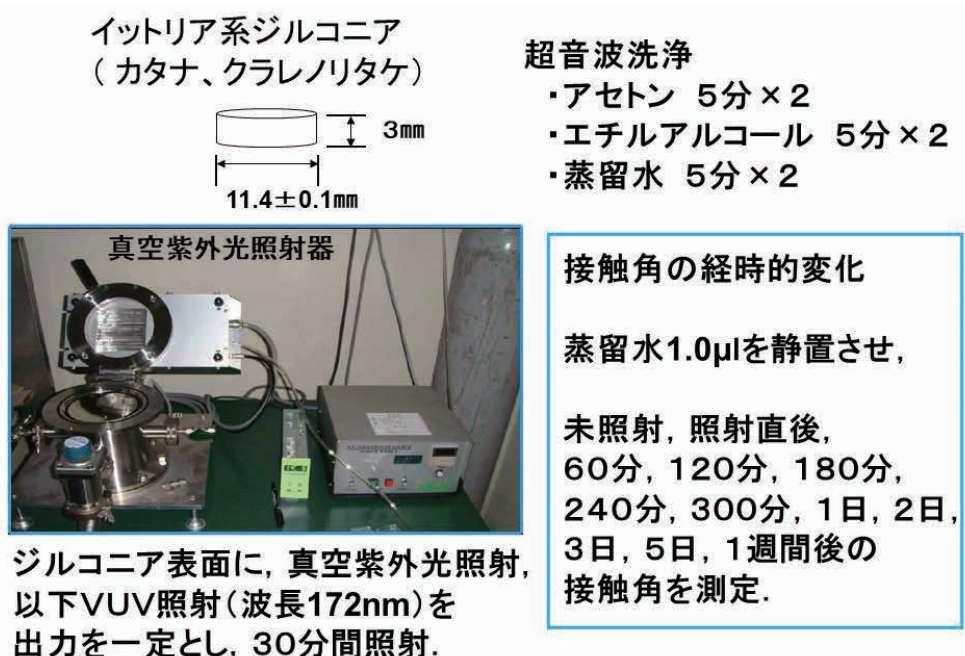 イットリア系ジルコニア
（カタナ、クラレノリタケ）
3㎜
11.4±0.1㎜
超音波洗浄
・アセトン ５分×２
・エチルアルコール ５分×２
・蒸留水 ５分×２
真空紫外光照射器
ジルコニア表面に，真空紫外光照射，
以下ＶＵＶ照射（波長172nm）を
出力を一定とし，３０分間照射．
接触角の経時的変化
蒸留水1.0μlを静置させ，
未照射，照射直後，
６０分，１２０分，１８０分，
２４０分，３００分，１日，２日，
３日，５日，１週間後の
接触角を測定．